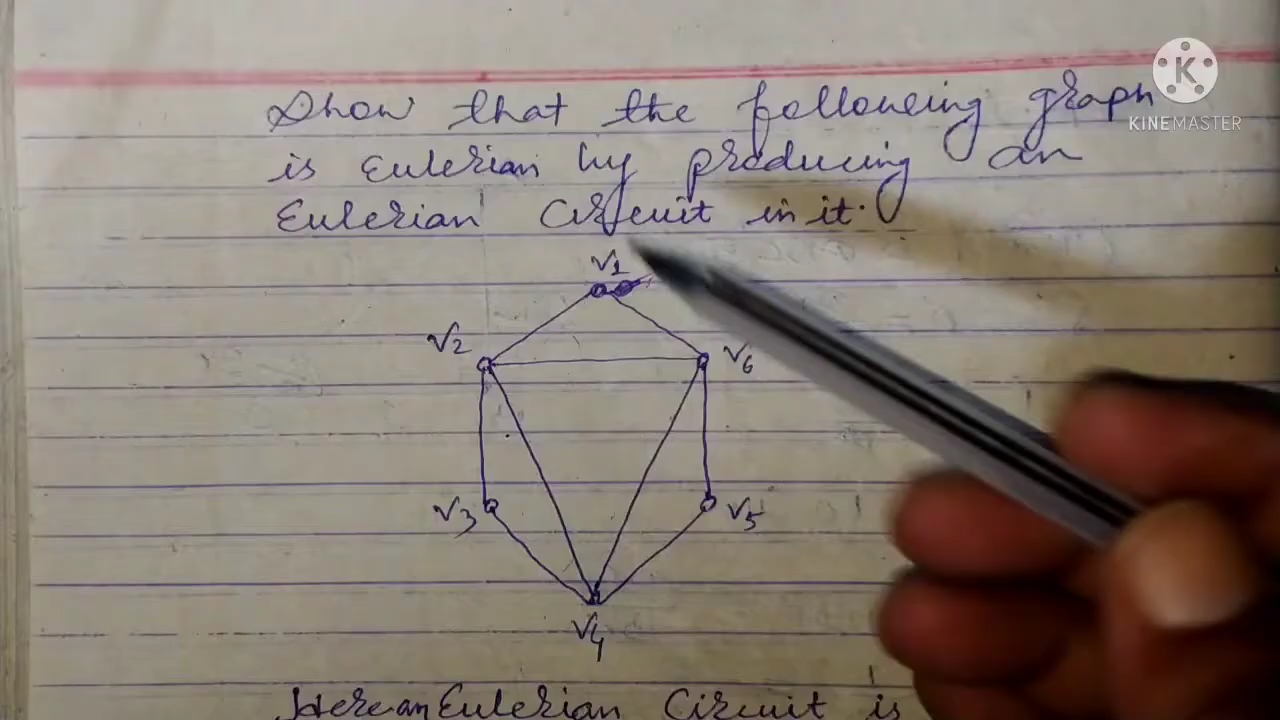 Show that the following graph
is Eulerian by producing an
Eulerian Circuit in it.
KINEMASTER
V1
V2
V6
V3
V5
V4
Here an Eulerian Circuit is